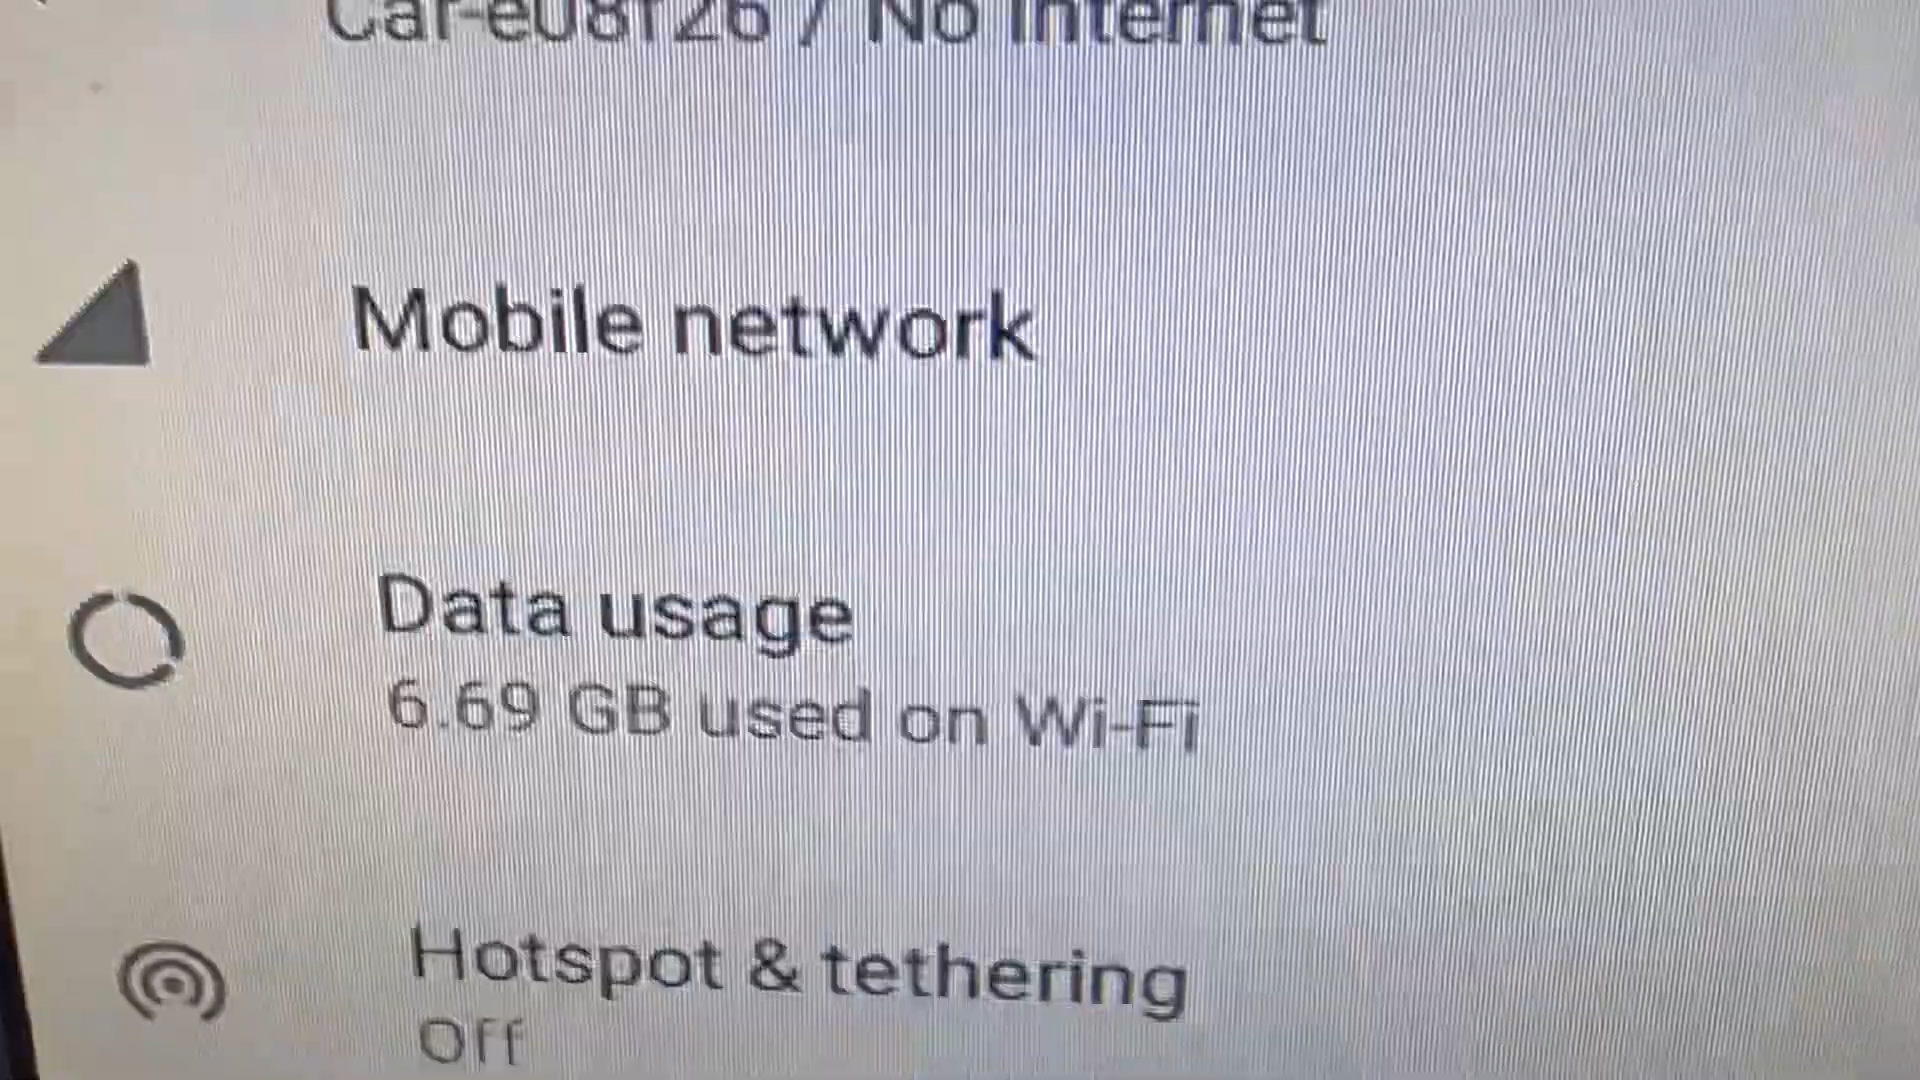 / No Internet
Mobile network
Data usage
6.69 GB used on Wi-Fi
Hotspot & tethering
Off